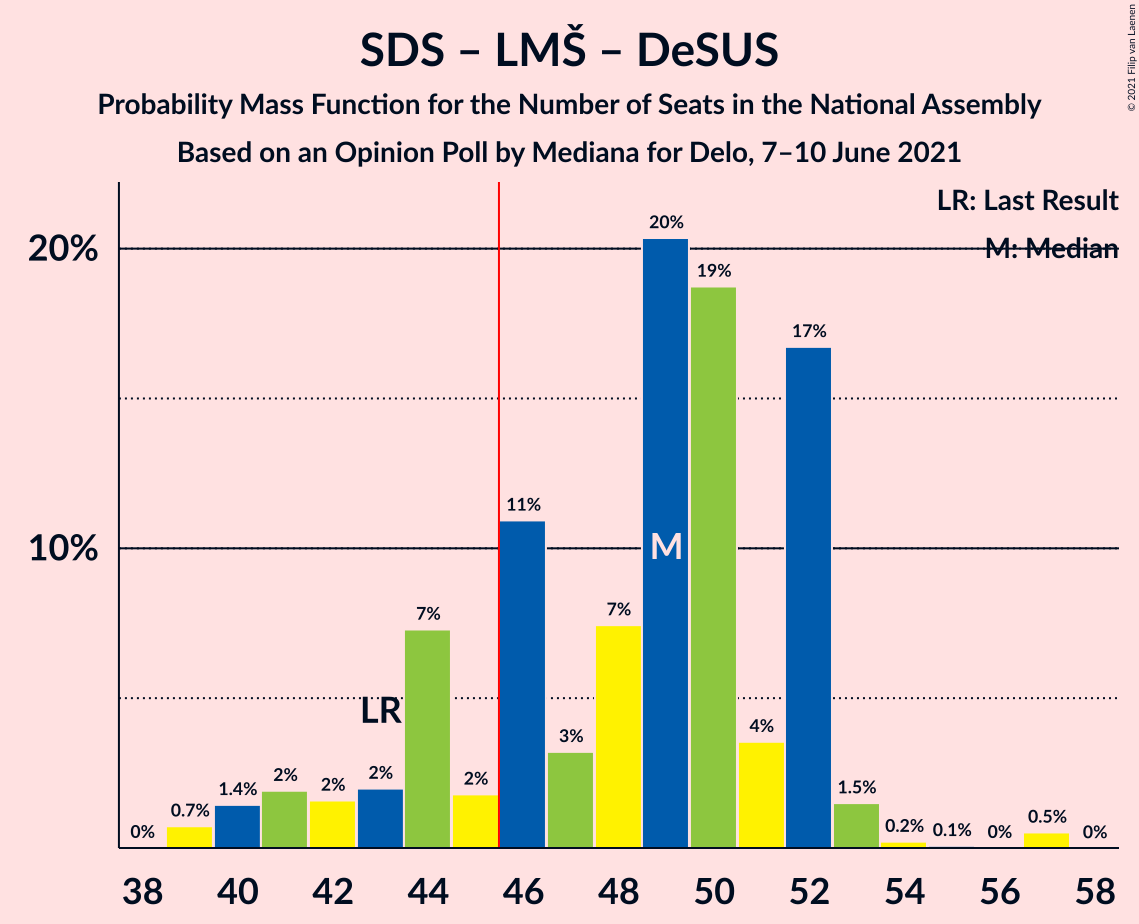 © 2021 Filip van Laenen
SDS – LMŠ – DeSUS
Probability Mass Function for the Number of Seats in the National Assembly
Based on an Opinion Poll by Mediana for Delo, 7–10 June 2021
LR: Last Result
M: Median
20%
10%
0%
0.7%
1.4%
2%
2%
2%
7%
2%
11%
3%
7%
20%
19%
4%
17%
1.5%
0.2%
0.1%
0%
0.5%
0%
LR
M
38 40 42 44 46 48 50 52 54 56 58